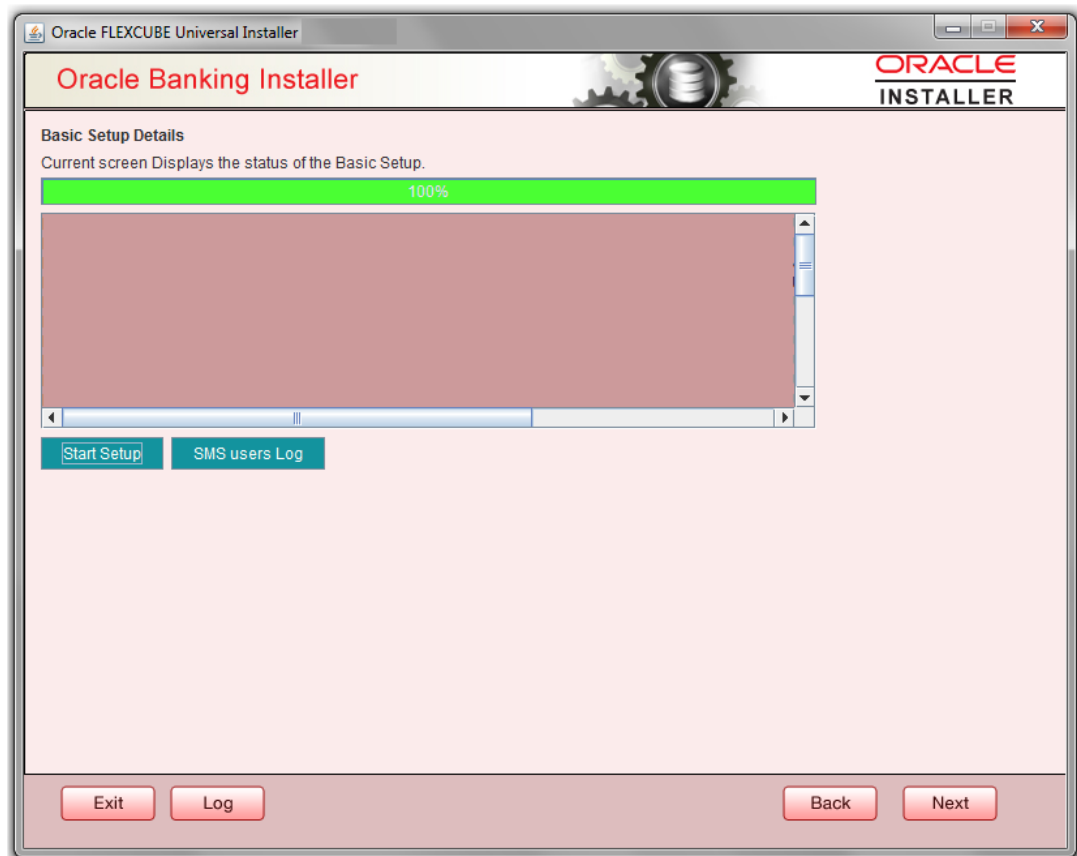 Oracle FLEXCUBE Universal Installer
Oracle Banking Installer
ORACLE
INSTALLER
Basic Setup Details
Current screen Displays the status of the Basic Setup.
100%
Start Setup
SMS users Log
Exit
Log
Back
Next